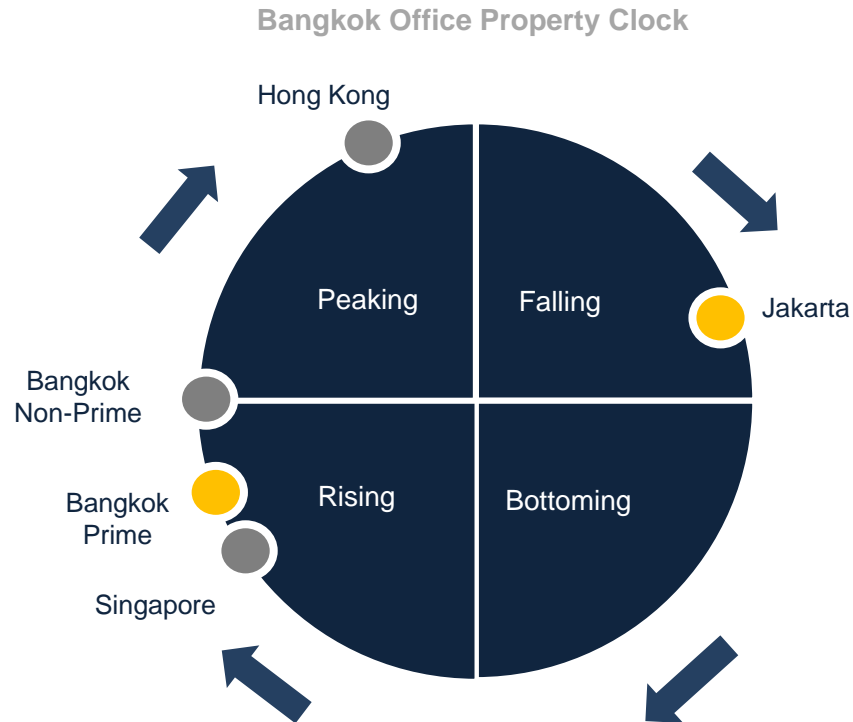 Bangkok Office Property Clock
Hong Kong
Peaking
Falling
Jakarta
Bangkok
Non-Prime
Rising
Bottoming
Bangkok
Prime
Singapore